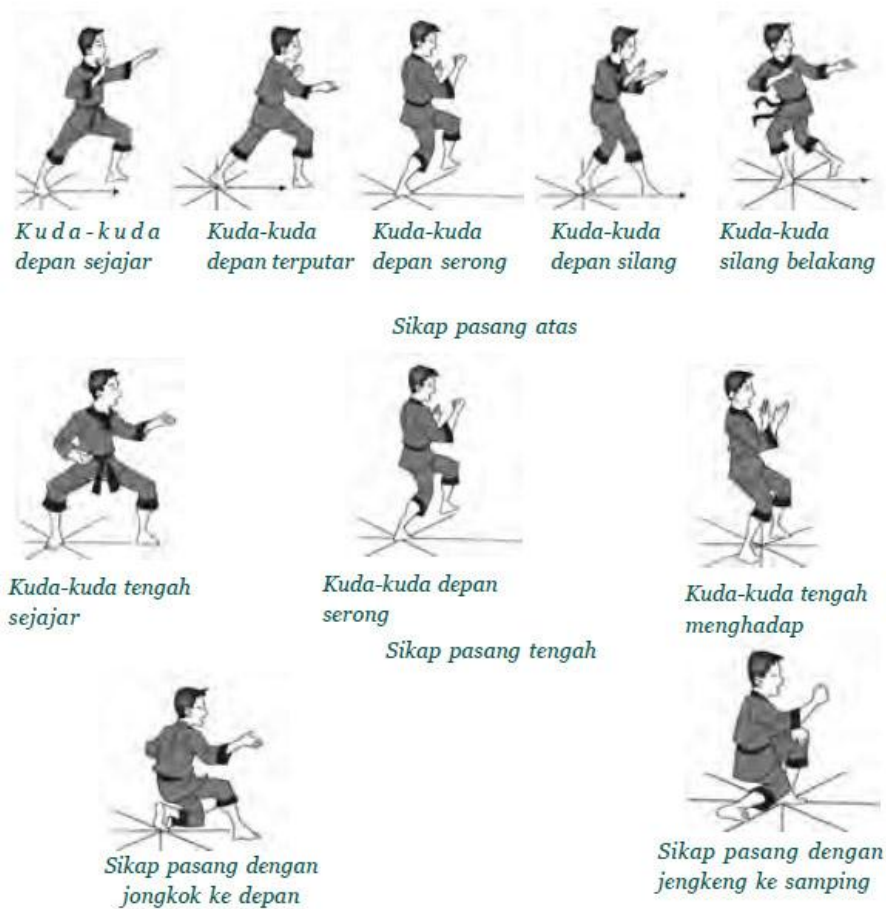 Kuda-kuda
depan sejajar
Kuda-kuda
depan terputar
Kuda-kuda
depan serong
Kuda-kuda
depan silang
Kuda-kuda
silang belakang
Sikap pasang atas
Kuda-kuda tengah
sejajar
Kuda-kuda depan
serong
Kuda-kuda tengah
menghadap
Sikap pasang tengah
Sikap pasang dengan
jongkok ke depan
Sikap pasang dengan
jengkeng ke samping